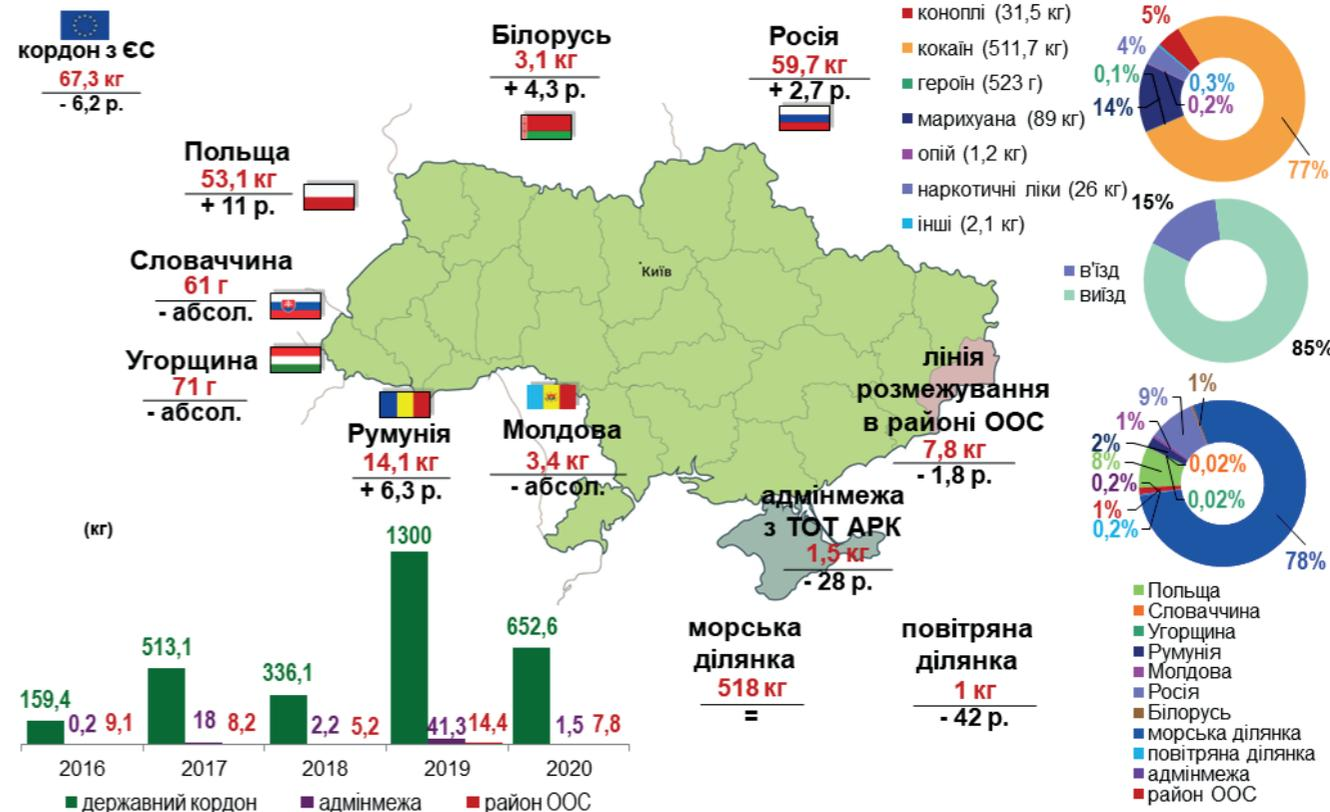 кордон з ЄС
67,3 кг
- 6,2 р.
Білорусь
3,1 кг
+ 4,3 р.
Росія
59,7 кг
+ 2,7 р.
Польща
53,1 кг
+ 11 р.
Словаччина
61 г
- абсол.
Угорщина
71 г
- абсол.
Румунія
14,1 кг
+ 6,3 р.
Молдова
3,4 кг
- абсол.
Київ
лінія
розмежування
в районі ООС
7,8 кг
- 1,8 р.
адмінмежа
з ТОТ АРК
1,5 кг
- 28 р.
морська
ділянка
518 кг
=
повітряна
ділянка
1 кг
- 42 р.
коноплі (31,5 кг)
кокаїн (511,7 кг)
героїн (523 г)
марихуана (89 кг)
опій (1,2 кг)
наркотичні ліки (26 кг)
інші (2,1 кг)
5%
4%
0,1%
14%
0,3%
0,2%
77%
15%
в'їзд
виїзд
85%
1%
9%
1%
2%
8%
0,2%
1%
0,2%
0,02%
0,02%
78%
Польща
Словаччина
Угорщина
Румунія
Молдова
Росія
Білорусь
морська ділянка
повітряна ділянка
адмінмежа
район ООС
(кг)
159,4 0,2 9,1
513,1 18 8,2
336,1 2,2 5,2
1300 41,3 14,4
652,6 1,5 7,8
2016 2017 2018 2019 2020
державний кордон адмінмежа район ООС